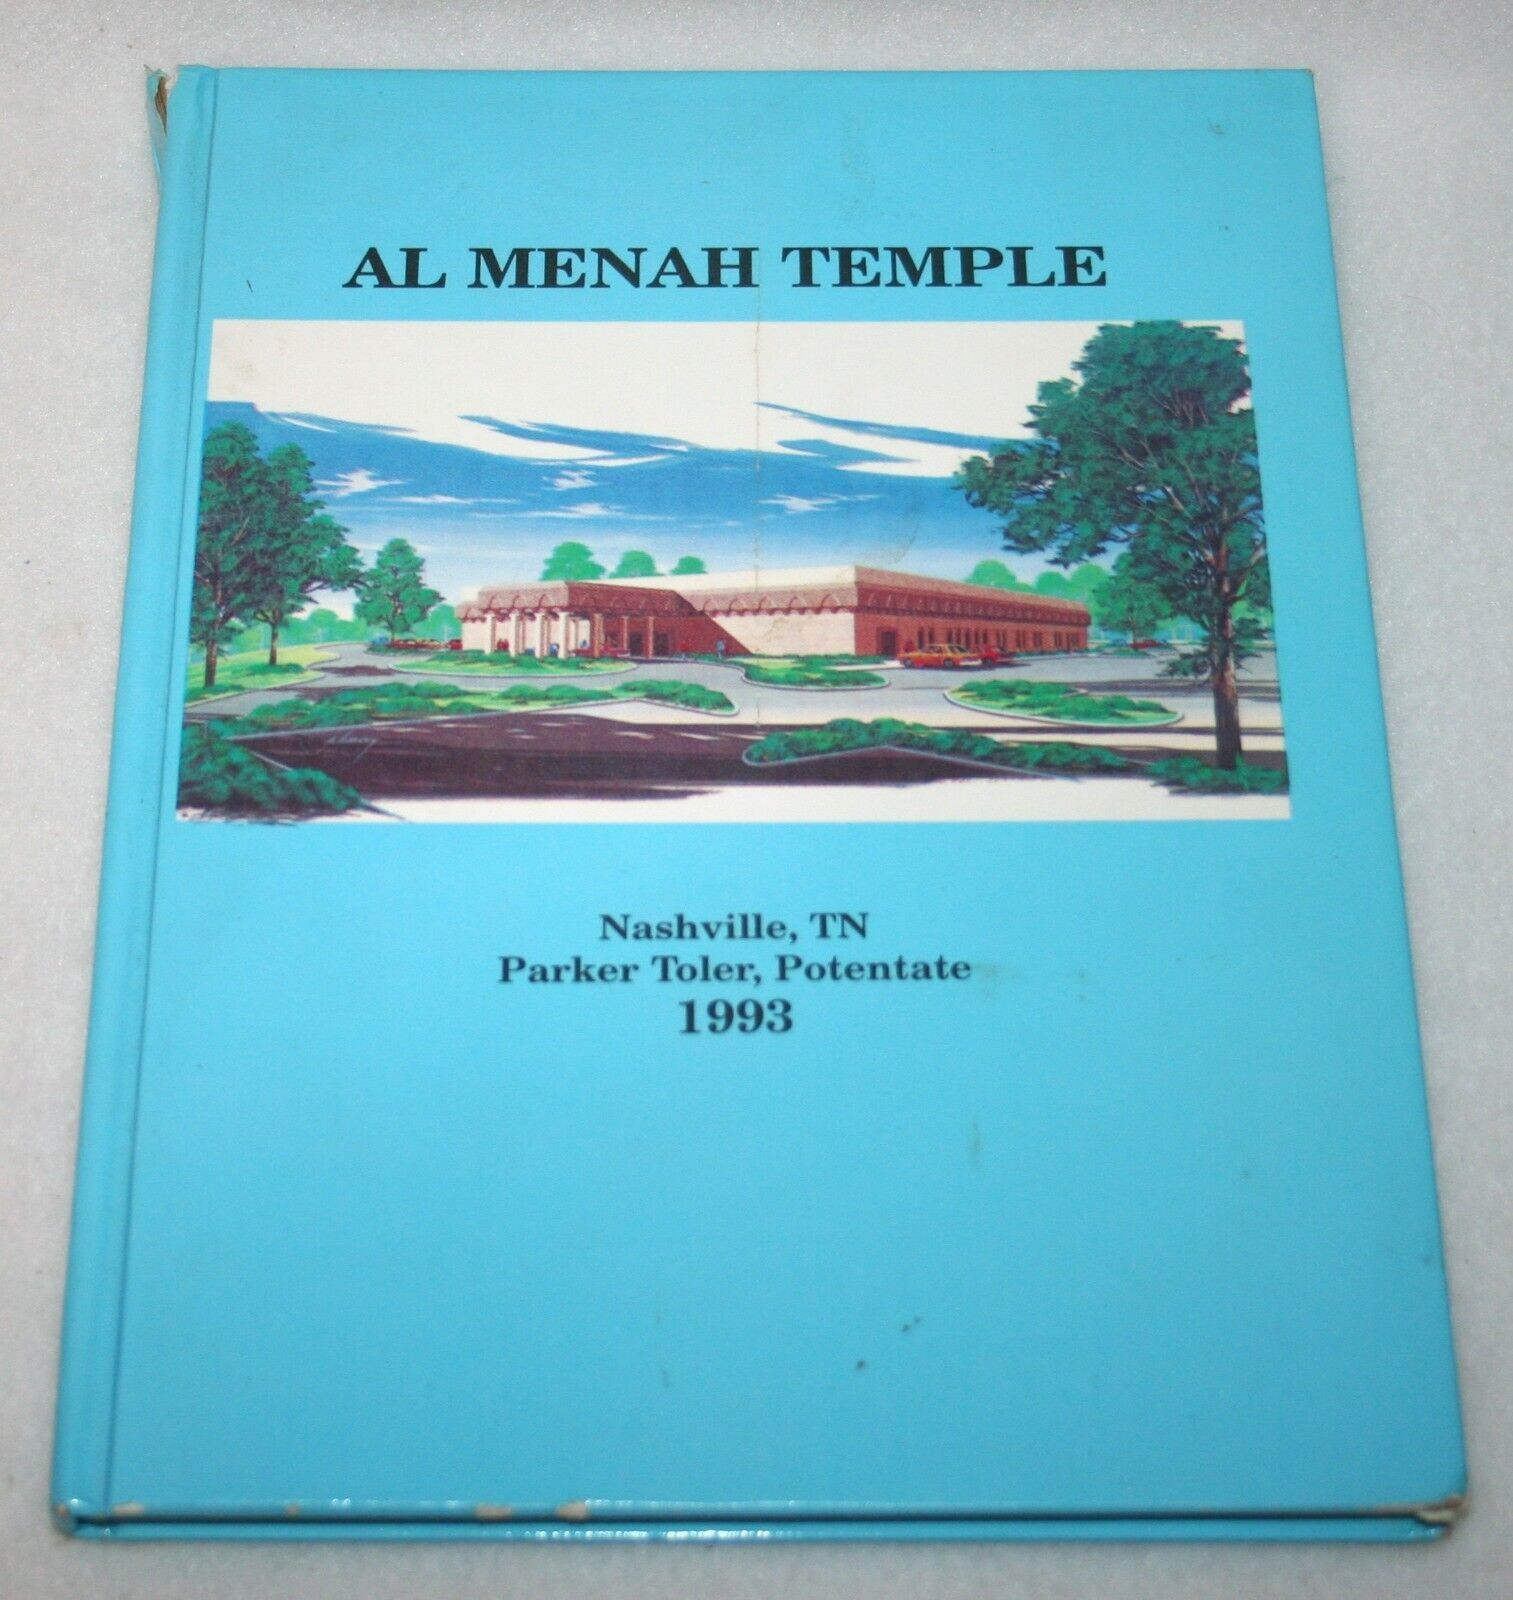 AL MENAH TEMPLE
Nashville, TN
Parker Toler, Potentate
1993